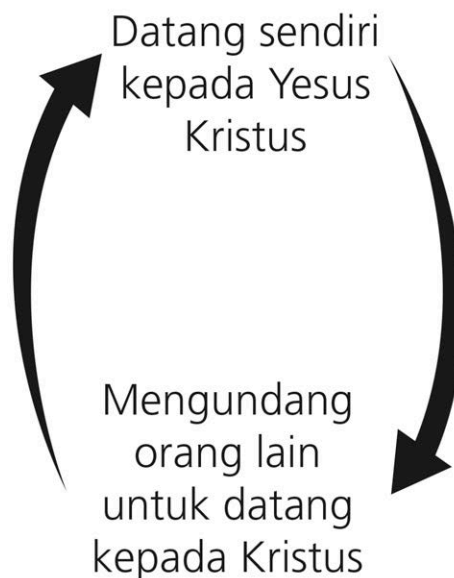 Datang sendiri
kepada Yesus
Kristus
Mengundang
orang lain
untuk datang
kepada Kristus